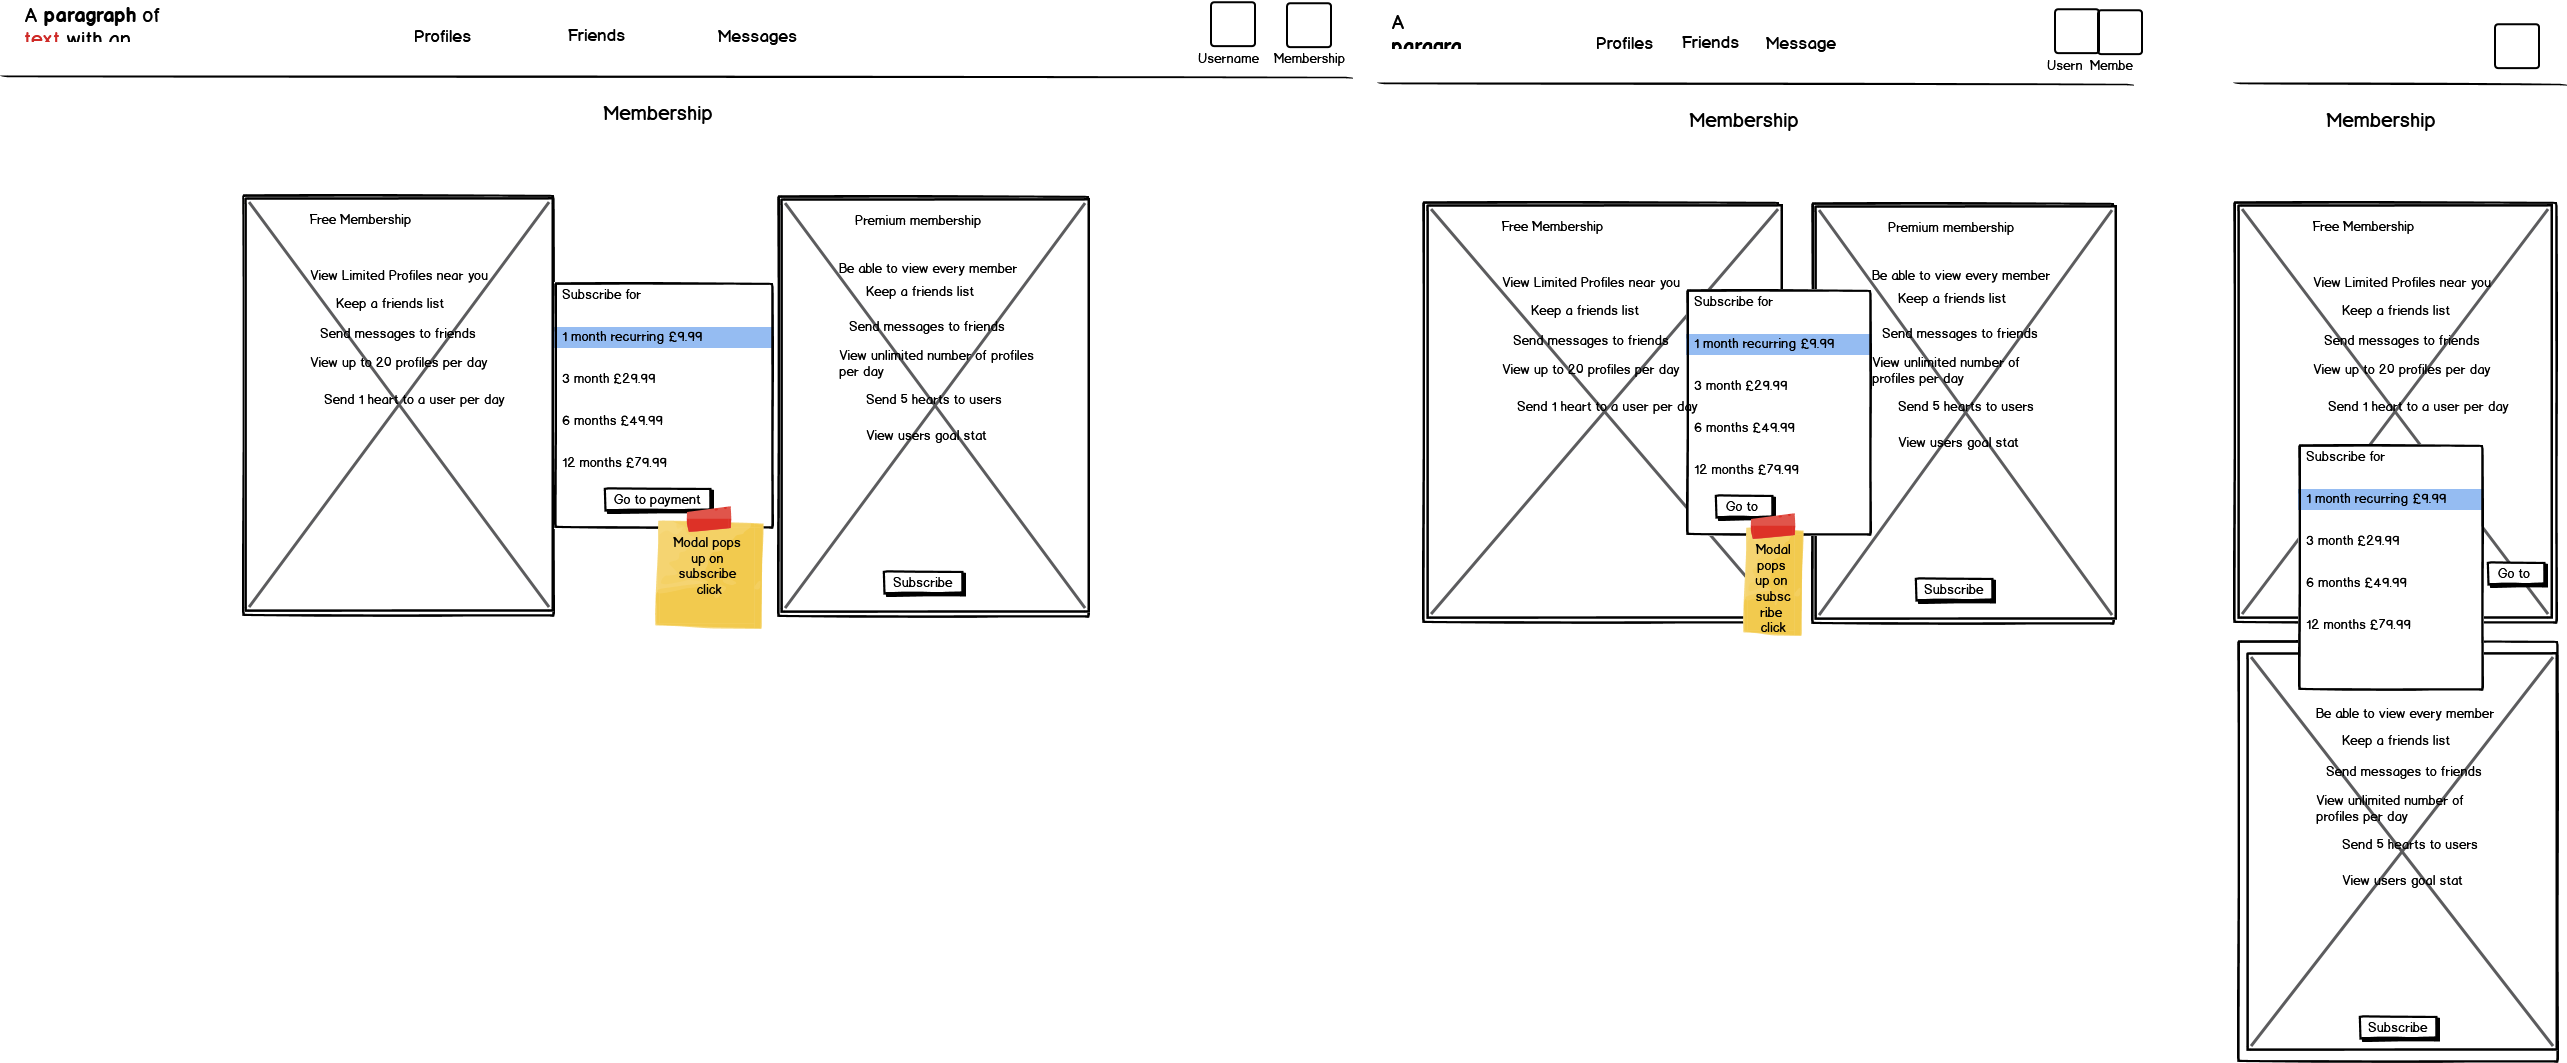 A paragraph of
text with an
Profiles
Friends
Messages
Username
Membership
Membership
Free Membership
View Limited Profiles near you
Keep a friends list
Send messages to friends
View up to 20 profiles per day
Send 1 heart to a user per day
Subscribe for
1 month recurring £9.99
3 month £29.99
6 months £49.99
12 months £79.99
Go to payment
Modal pops
up on
subscribe
click
Premium membership
Be able to view every member
Keep a friends list
Send messages to friends
View unlimited number of profiles
per day
Send 5 hearts to users
View users goal stat
Subscribe
A
paragra
Profiles
Friends
Message
Usern
Membe
Membership
Free Membership
View Limited Profiles near you
Keep a friends list
Send messages to friends
View up to 20 profiles per day
Send 1 heart to a user per day
Subscribe for
1 month recurring £9.99
3 month £29.99
6 months £49.99
12 months £79.99
Go to
Modal
pops
up on
subsc
ribe
click
Premium membership
Be able to view every member
Keep a friends list
Send messages to friends
View unlimited number of
profiles per day
Send 5 hearts to users
View users goal stat
Subscribe
Membership
Free Membership
View Limited Profiles near you
Keep a friends list
Send messages to friends
View up to 20 profiles per day
Send 1 heart to a user per day
Subscribe for
1 month recurring £9.99
3 month £29.99
6 months £49.99
12 months £79.99
Go to
Be able to view every member
Keep a friends list
Send messages to friends
View unlimited number of
profiles per day
Send 5 hearts to users
View users goal stat
Subscribe